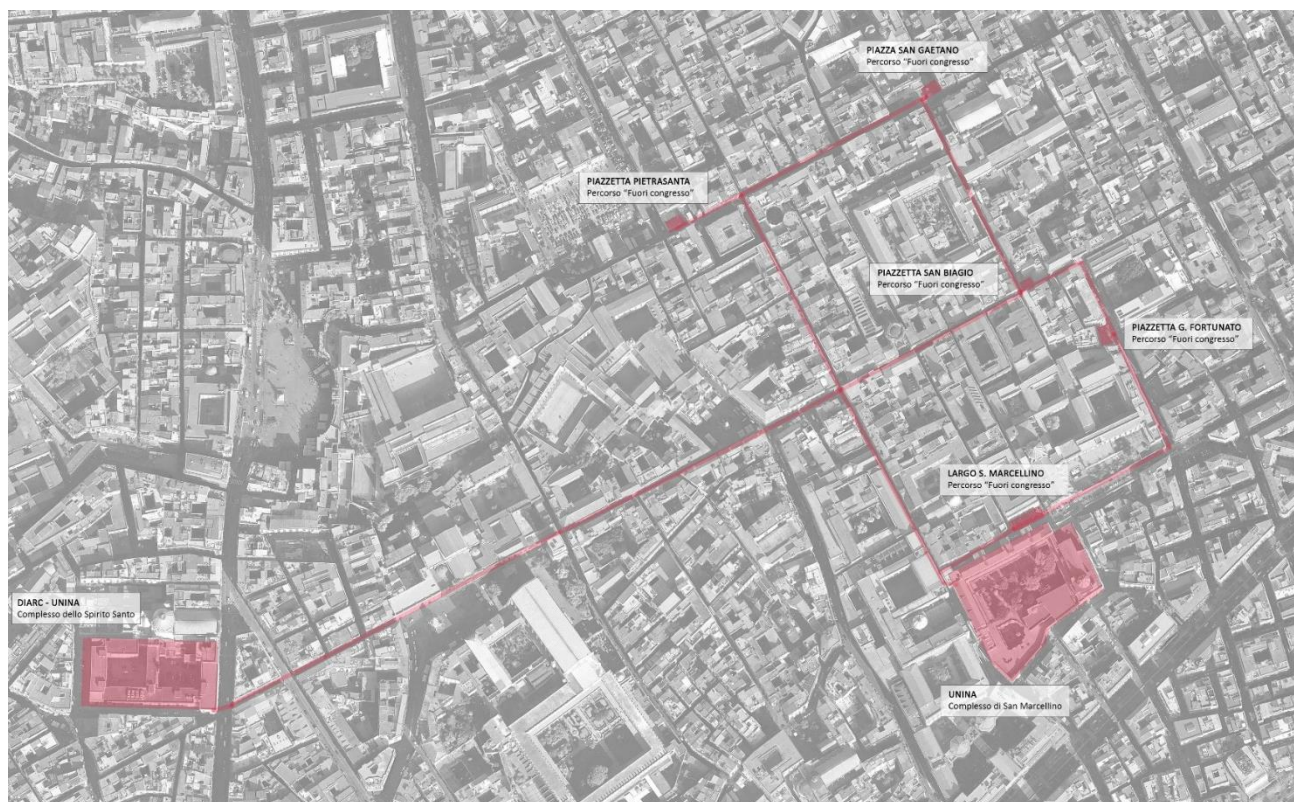 PIAZZA SAN GAETANO
Percorso "Fuori congresso"
PIAZZETTA PIETRASANTA
Percorso "Fuori congresso"
PIAZZETTA SAN BIAGIO
Percorso "Fuori congresso"
PIAZZETTA G. FORTUNATO
Percorso "Fuori congresso"
LARGO S. MARCELLINO
Percorso "Fuori congresso"
DIARC - UNINA
Complesso dello Spirito Santo
UNINA
Complesso di San Marcellino